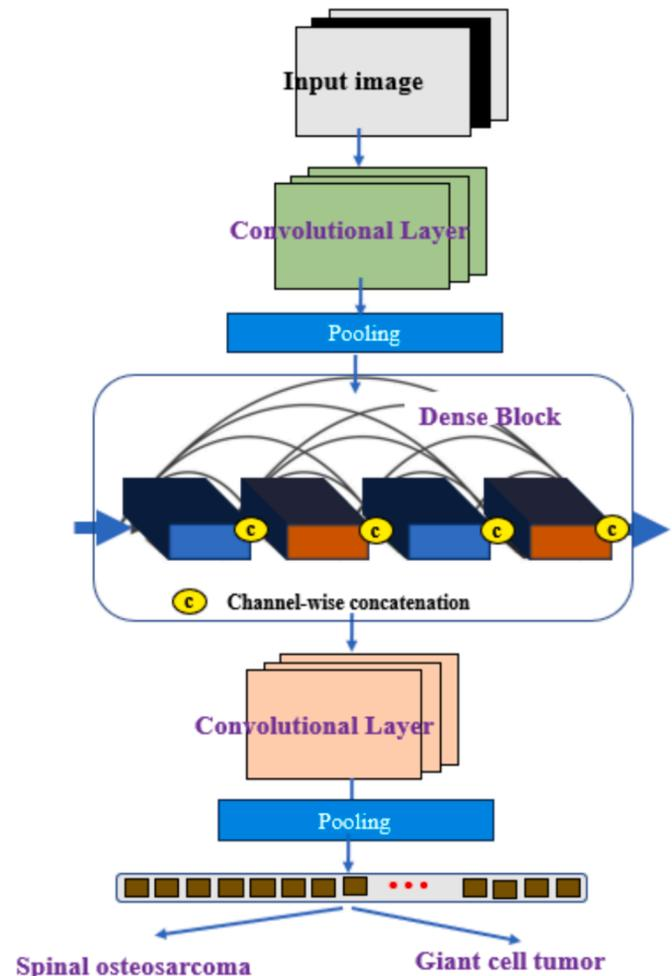 Input image
Convolutional Layer
Pooling
Dense Block
c c c c
c Channel-wise concatenation
Convolutional Layer
Pooling
Spinal osteosarcoma Giant cell tumor